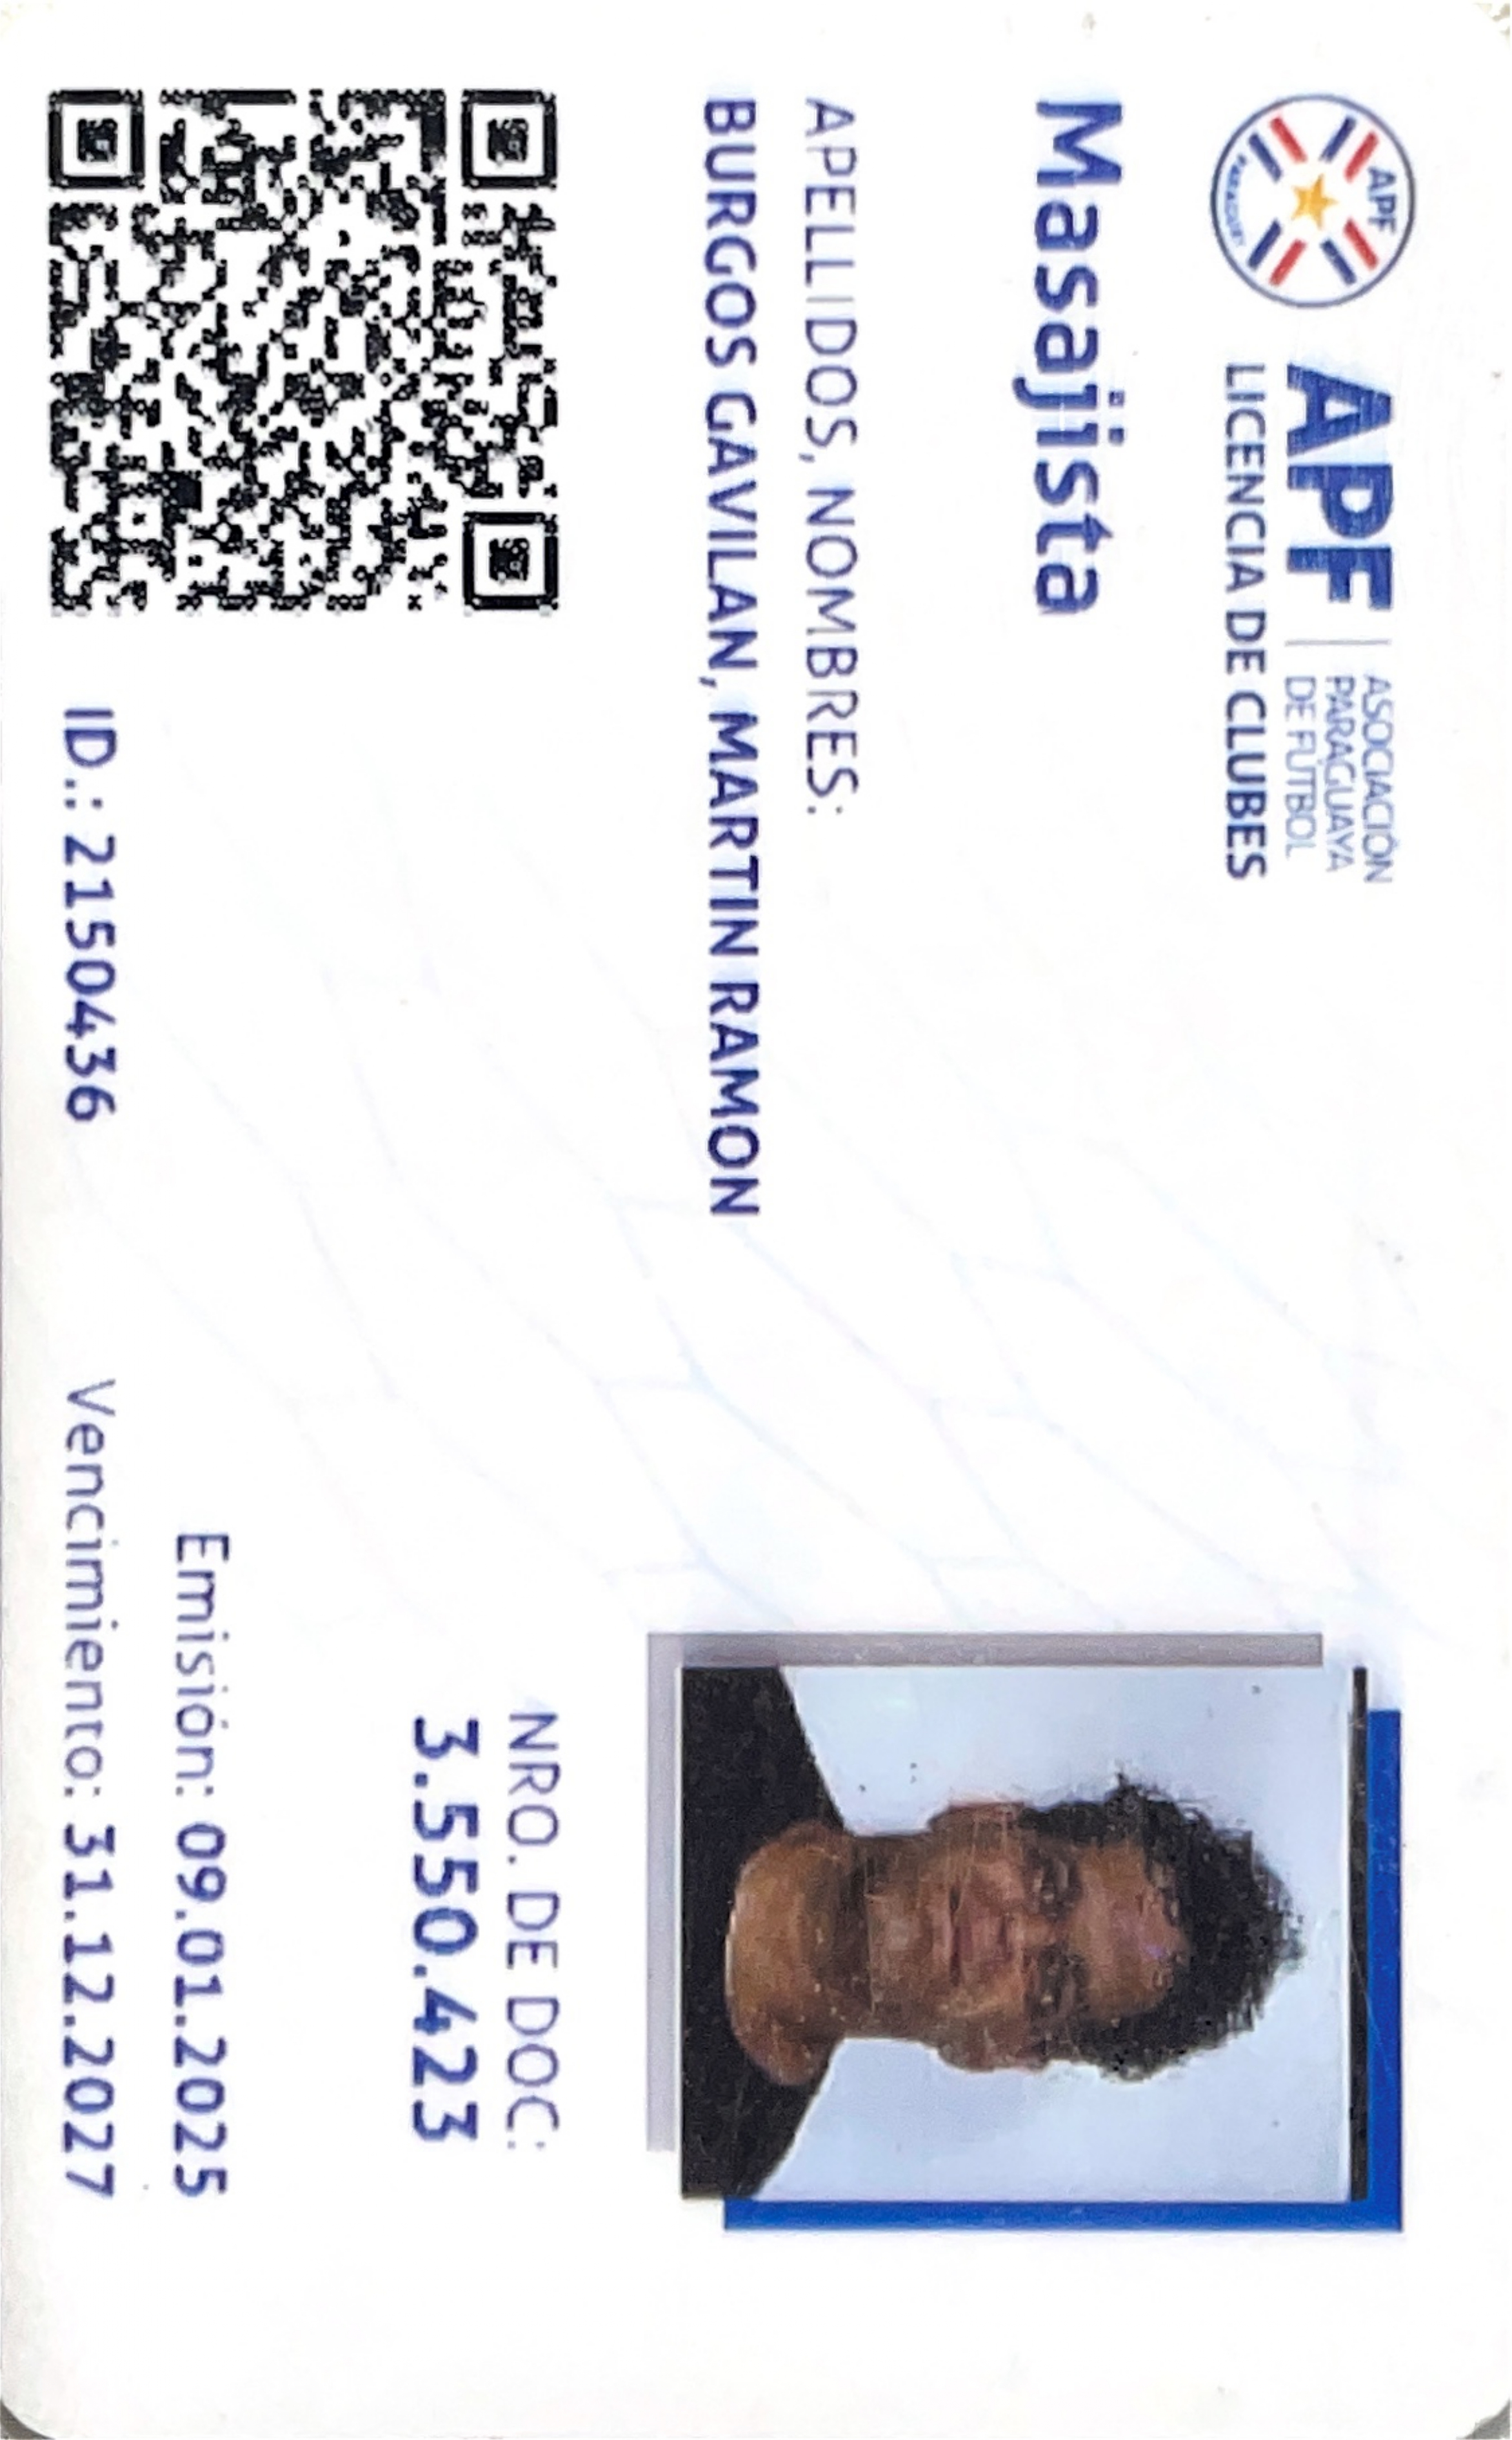 APF
PARAGUAY
APF
ASOCIACIÓN
PARAGUAYA
DE FÚTBOL
LICENCIA DE CLUBES
Masajista
APELLIDOS, NOMBRES:
BURGOS GAVILAN, MARTIN RAMON
NRO. DE DOC:
3.550.423
Emisión: 09.01.2025
ID.: 2150436
Vencimiento: 31.12.2027